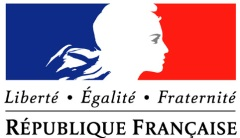 Liberté • Égalité • Fraternité
RÉPUBLIQUE FRANÇAISE